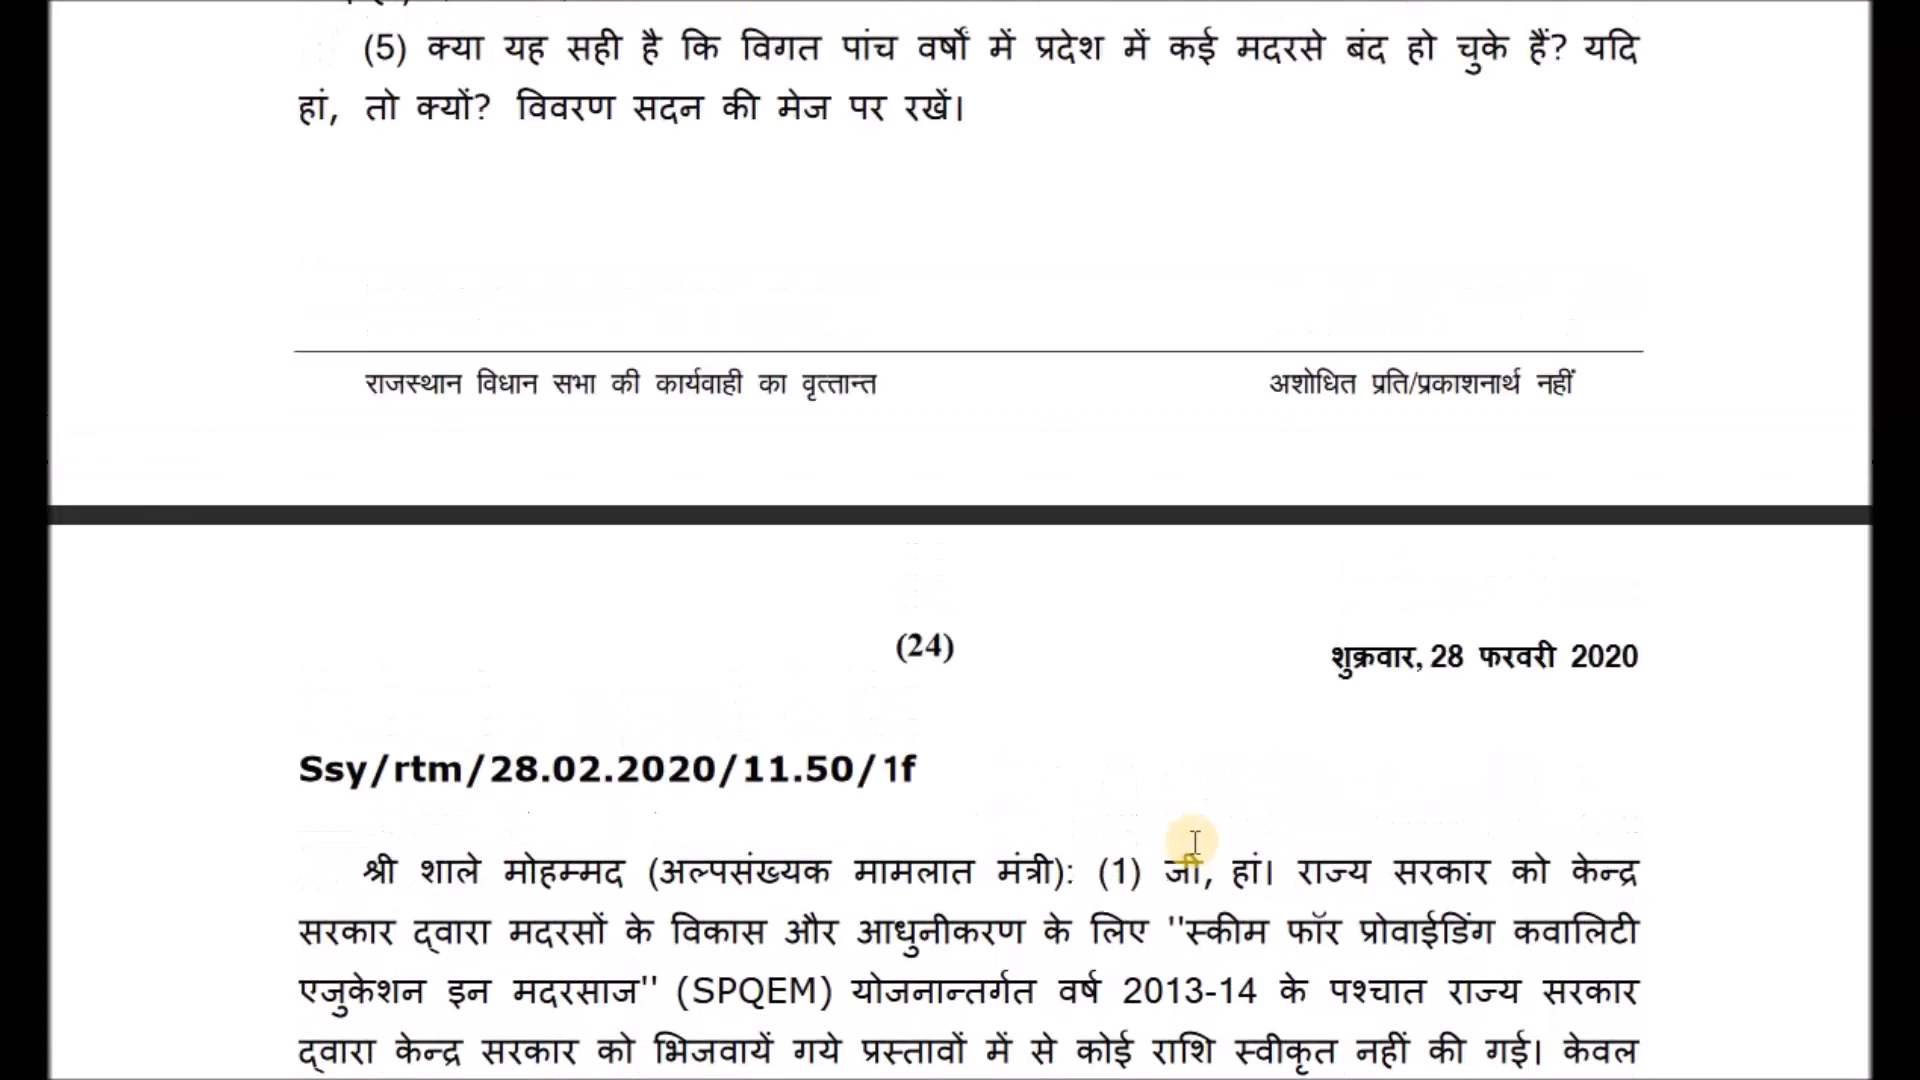 (5) क्या यह सही है कि विगत पांच वर्षों में प्रदेश में कई मदरसे बंद हो चुके हैं? यदि
हां, तो क्यों? विवरण सदन की मेज पर रखें।
राजस्थान विधान सभा की कार्यवाही का वृत्तान्त अशोधित प्रति/प्रकाशनार्थ नहीं
(24)
शुक्रवार, 28 फरवरी 2020
Ssy/rtm/28.02.2020/11.50/1f
श्री शाले मोहम्मद (अल्पसंख्यक मामलात मंत्री): (1) जी, हां। राज्य सरकार को केन्द्र
सरकार द्वारा मदरसों के विकास और आधुनीकरण के लिए ''स्कीम फॉर प्रोवाईडिंग कवालिटी
एजुकेशन इन मदरसाज'' (SPQEM) योजनान्तर्गत वर्ष 2013-14 के पश्चात राज्य सरकार
द्वारा केन्द्र सरकार को भिजवायें गये प्रस्तावों में से कोई राशि स्वीकृत नहीं की गई। केवल